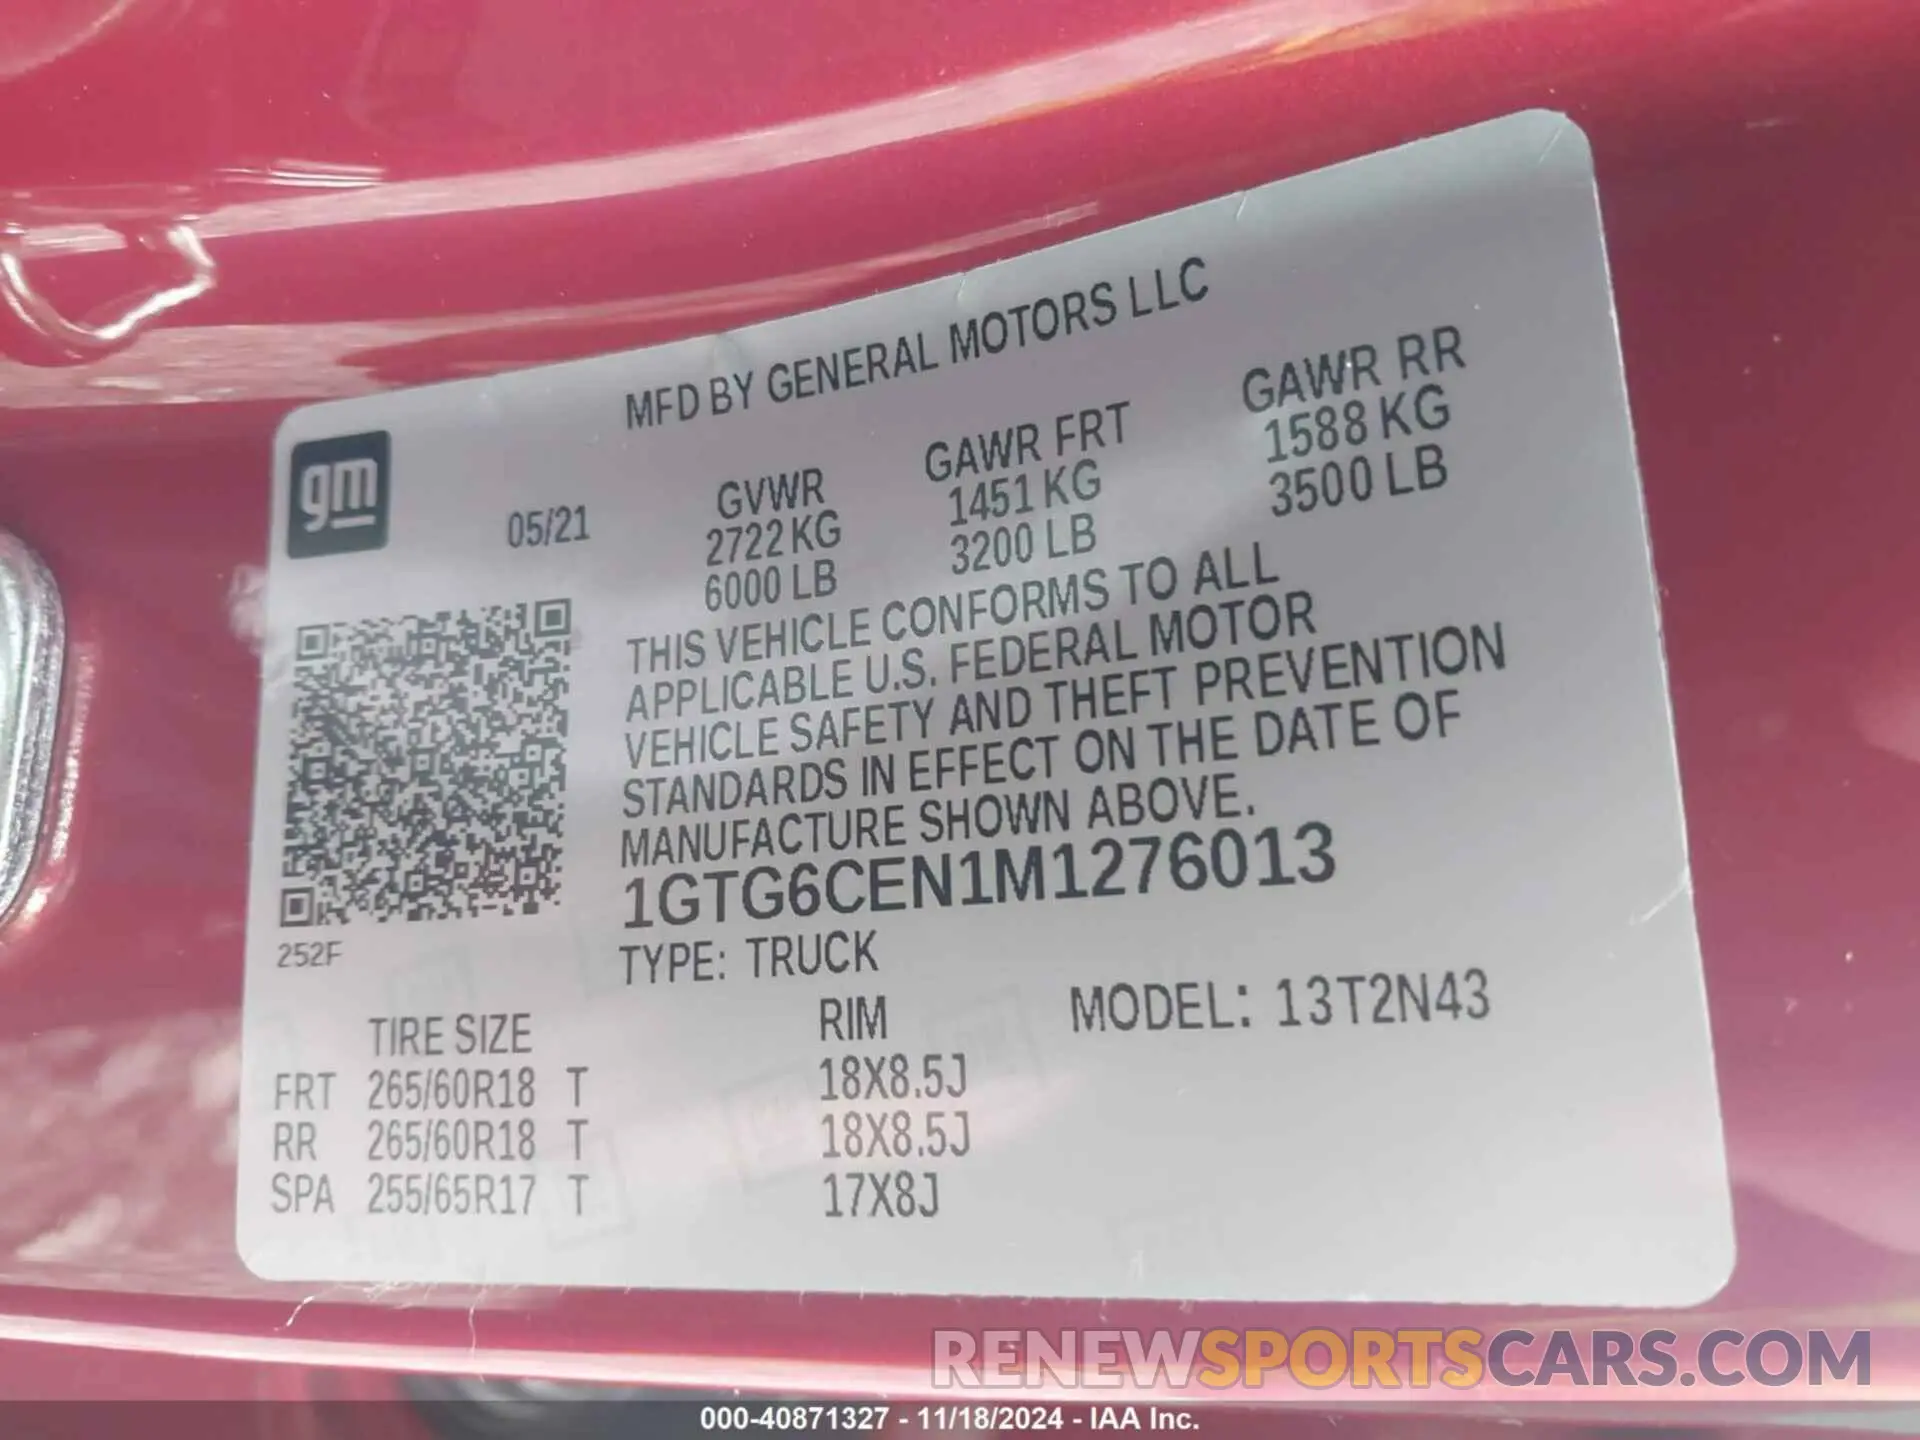 MFD BY GENERAL MOTORS LLC
gm
05/21
GVWR
2722 KG
6000 LB
GAWR FRT
1451 KG
3200 LB
GAWR RR
1588 KG
3500 LB
THIS VEHICLE CONFORMS TO ALL
APPLICABLE U.S. FEDERAL MOTOR
VEHICLE SAFETY AND THEFT PREVENTION
STANDARDS IN EFFECT ON THE DATE OF
MANUFACTURE SHOWN ABOVE.
1GTG6CEN1M1276013
252F
TYPE: TRUCK
MODEL: 13T2N43
TIRE SIZE RIM
FRT 265/60R18 T 18X8.5J
RR 265/60R18 T 18X8.5J
SPA 255/65R17 T 17X8J
RENEWSPORTSCARS.COM
000-40871327 - 11/18/2024 - IAA Inc.